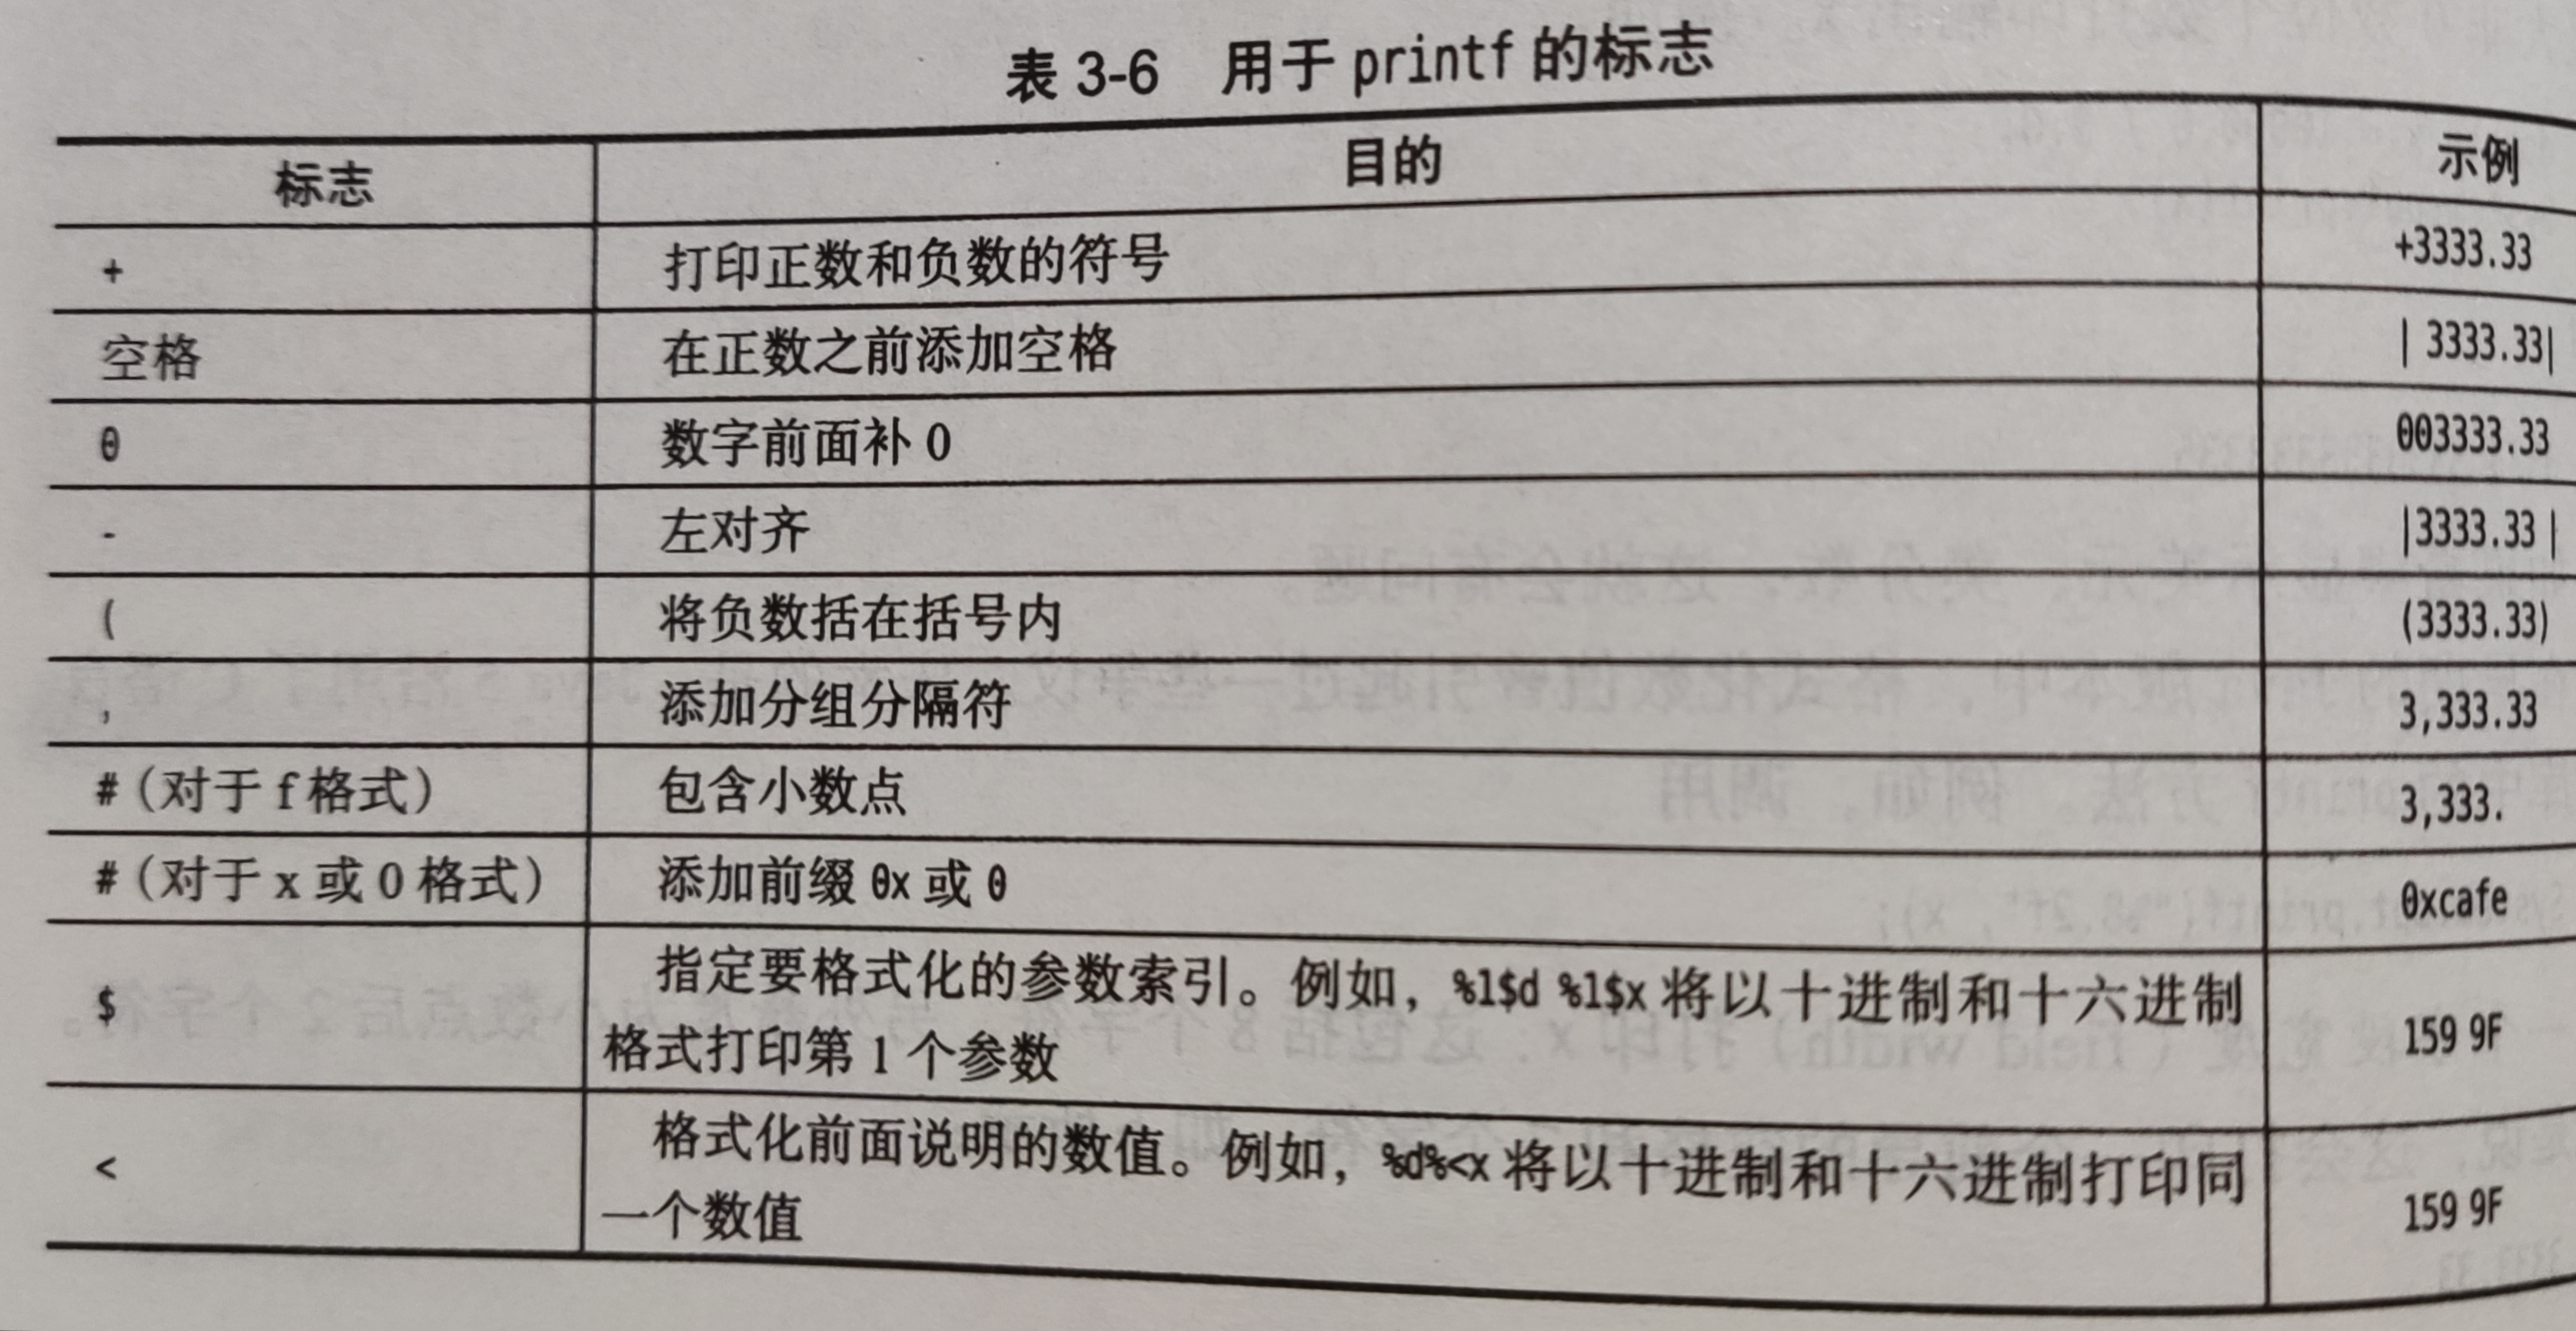 表 3-6 用于 printf 的标志
标志 目的 示例
+ 打印正数和负数的符号 +3333.33
空格 在正数之前添加空格 | 3333.33|
0 数字前面补 0 003333.33
- 左对齐 |3333.33 |
( 将负数括在括号内 (3333.33)
, 添加分组分隔符 3,333.33
#(对于 f 格式) 包含小数点 3,333.
#(对于 x 或 0 格式) 添加前缀 0x 或 0 0xcafe
$ 指定要格式化的参数索引。例如，%1$d %1$x 将以十进制和十六进制
格式打印第 1 个参数 159 9F
< 格式化前面说明的数值。例如，%d%<x 将以十进制和十六进制打印同
一个数值 159 9F